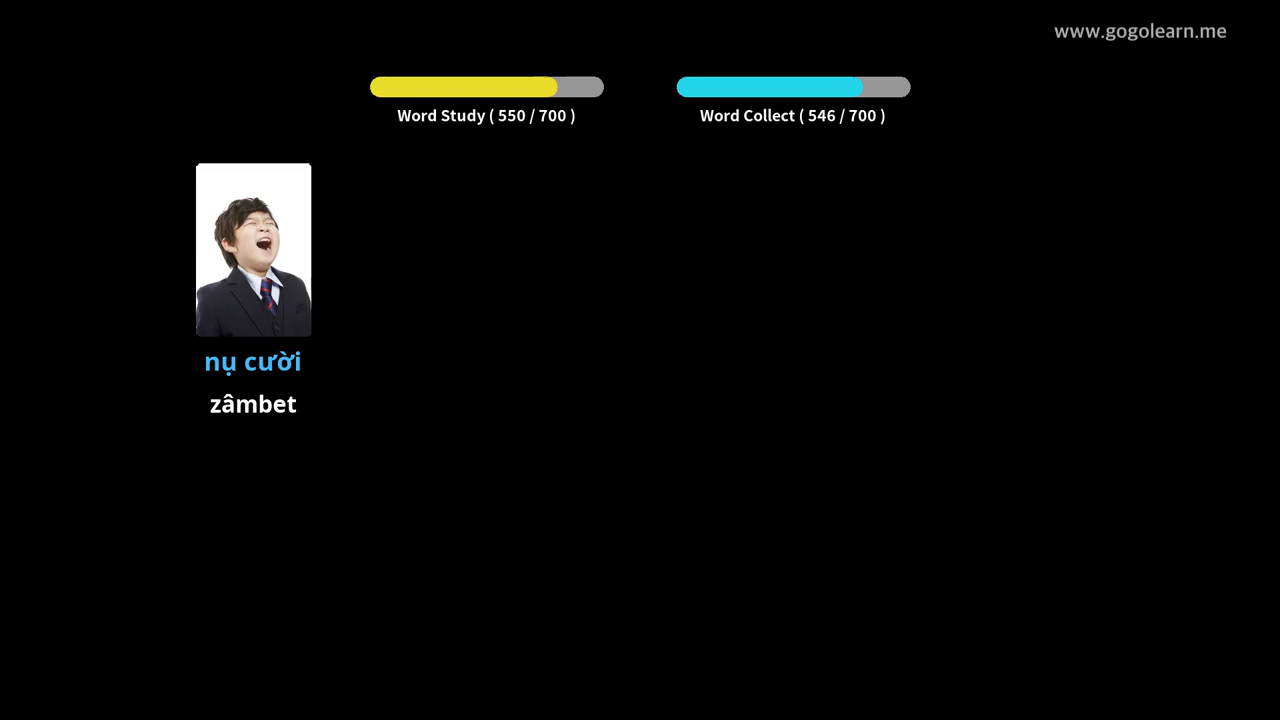 www.gogolearn.me
Word Study ( 550 / 700 )
Word Collect ( 546 / 700 )
nụ cười
zâmbet